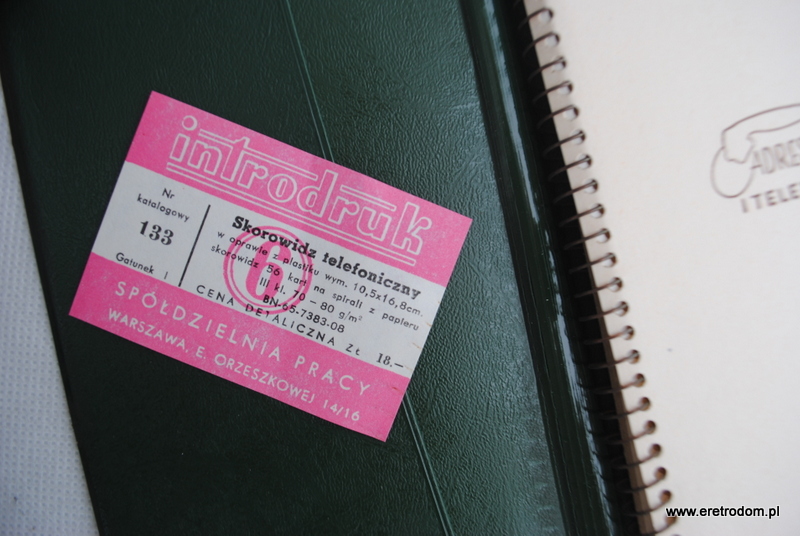 introdruk
Nr
katalogowy
133
Gatunek I
Skorowidz telefoniczny
w oprawie z plastiku wym. 10,5x16,8cm.
skorowidz 56 kart na spirali z papieru
III kl. 70 – 80 g/m²
BN-65-7383-08
CENA DETALICZNA Zł 18.–
6
SPÓŁDZIELNIA PRACY
WARSZAWA, E. ORZESZKOWEJ 14/16
ADRES
I TELE
www.eretrodom.pl